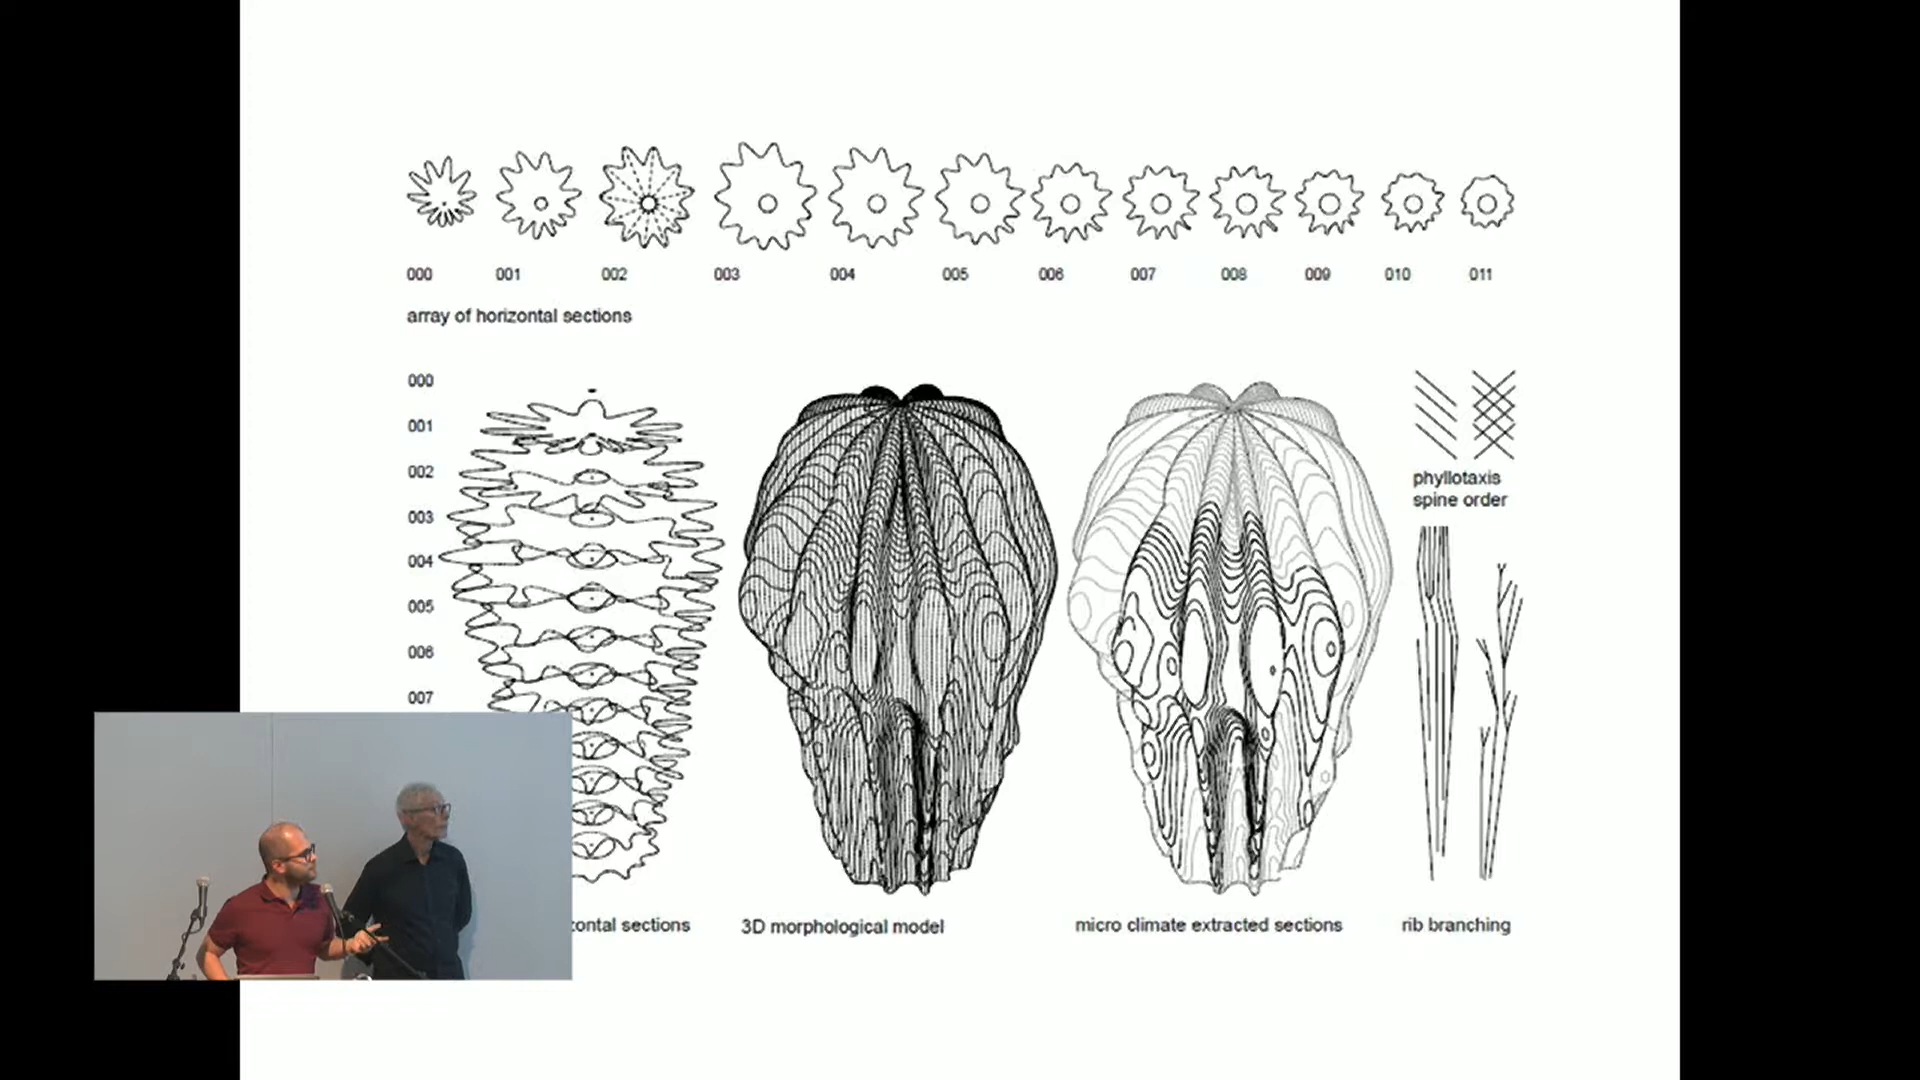 000 001 002 003 004 005 006 007 008 009 010 011
array of horizontal sections
000
001
002
003
004
005
006
007
sections
3D morphological model
micro climate extracted sections
phyllotaxis
spine order
rib branching